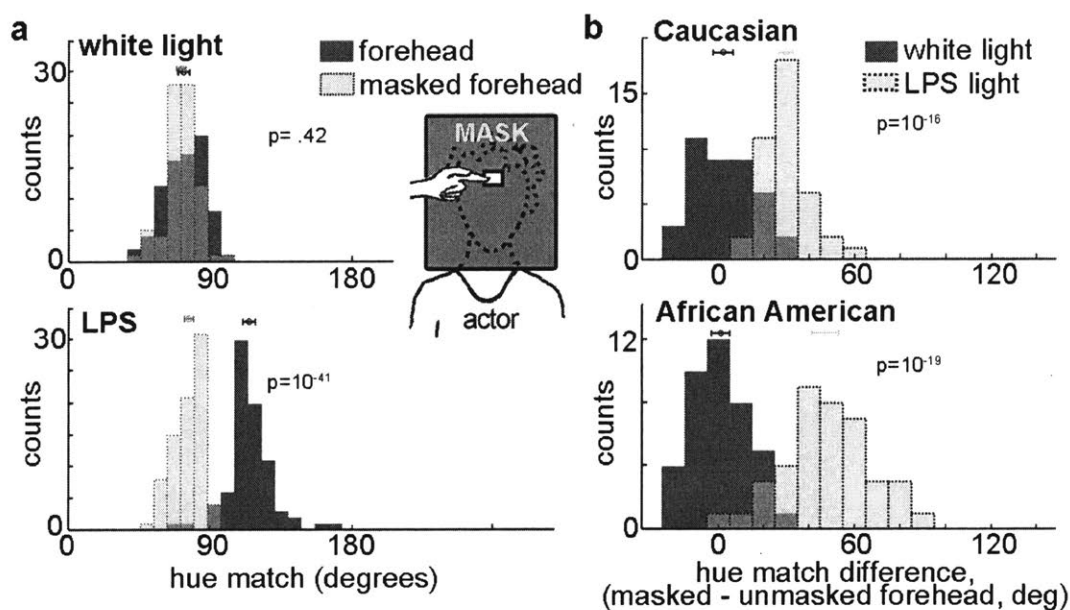 a
white light
forehead
masked forehead
30
0
counts
p= .42
0
90
180
MASK
actor
LPS
30
0
counts
p=10-41
0
90
180
hue match (degrees)
b
Caucasian
white light
LPS light
15
0
counts
p=10-16
0
60
120
African American
12
0
counts
p=10-19
0
60
120
hue match difference,
(masked - unmasked forehead, deg)